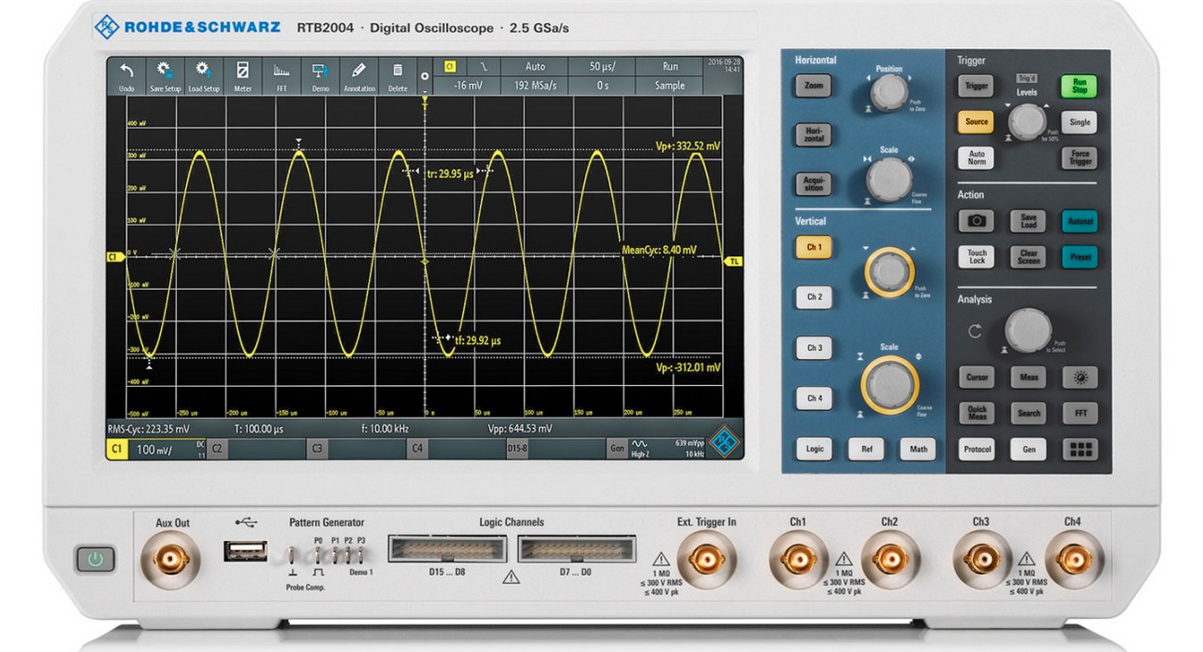 ROHDE&SCHWARZ RTB2004 · Digital Oscilloscope · 2.5 GSa/s
Undo Save Setup Load Setup Meter FFT Demo Annotation Delete
C1 Auto 50 µs/ Run 2016-09-28
-16 mV 192 MSa/s 0 s Sample 14:41
400 mV
Vp+: 332.52 mV
300 mV
tr: 29.95 µs
200 mV
100 mV
MeanCyc: 8.40 mV
C1 0 V TL
-100 mV
-200 mV
tf: 29.92 µs
-300 mV
Vp-: -312.01 mV
-400 mV
-500 mV -250 us -200 us -150 us -100 us -50 us 0 s 50 us 100 us 150 us 200 us 250 us
RMS-Cyc: 223.35 mV T: 100.00 µs f: 10.00 kHz Vpp: 644.53 mV
C1 100 mV/ DC 1:1 C2 C3 C4 D15-8 Gen High-Z 639 mVpp 10 kHz
Horizontal
Position
Zoom
Push
to Zero
Hori-
zontal
Scale
Acqui-
sition
Coarse
Fine
Vertical
Ch 1
Push
to Zero
Ch 2
Ch 3
Scale
Ch 4
Coarse
Fine
Logic Ref Math
Trigger
Trigger
Trig'd
Levels
Run
Stop
Source
Push
for 50%
Single
Auto
Norm
Force
Trigger
Action
Save
Load
Autoset
Touch
Lock
Clear
Screen
Preset
Analysis
Push
to Select
Cursor Meas
Quick
Meas
Search FFT
Protocol Gen
Aux Out
Pattern Generator
P0 P1 P2 P3
Demo 1
Probe Comp.
Logic Channels
D15 ... D8 D7 ... D0
Ext. Trigger In
1 MΩ
≤ 300 V RMS
≤ 400 V pk
Ch1
1 MΩ
≤ 300 V RMS
≤ 400 V pk
Ch2
Ch3
1 MΩ
≤ 300 V RMS
≤ 400 V pk
Ch4